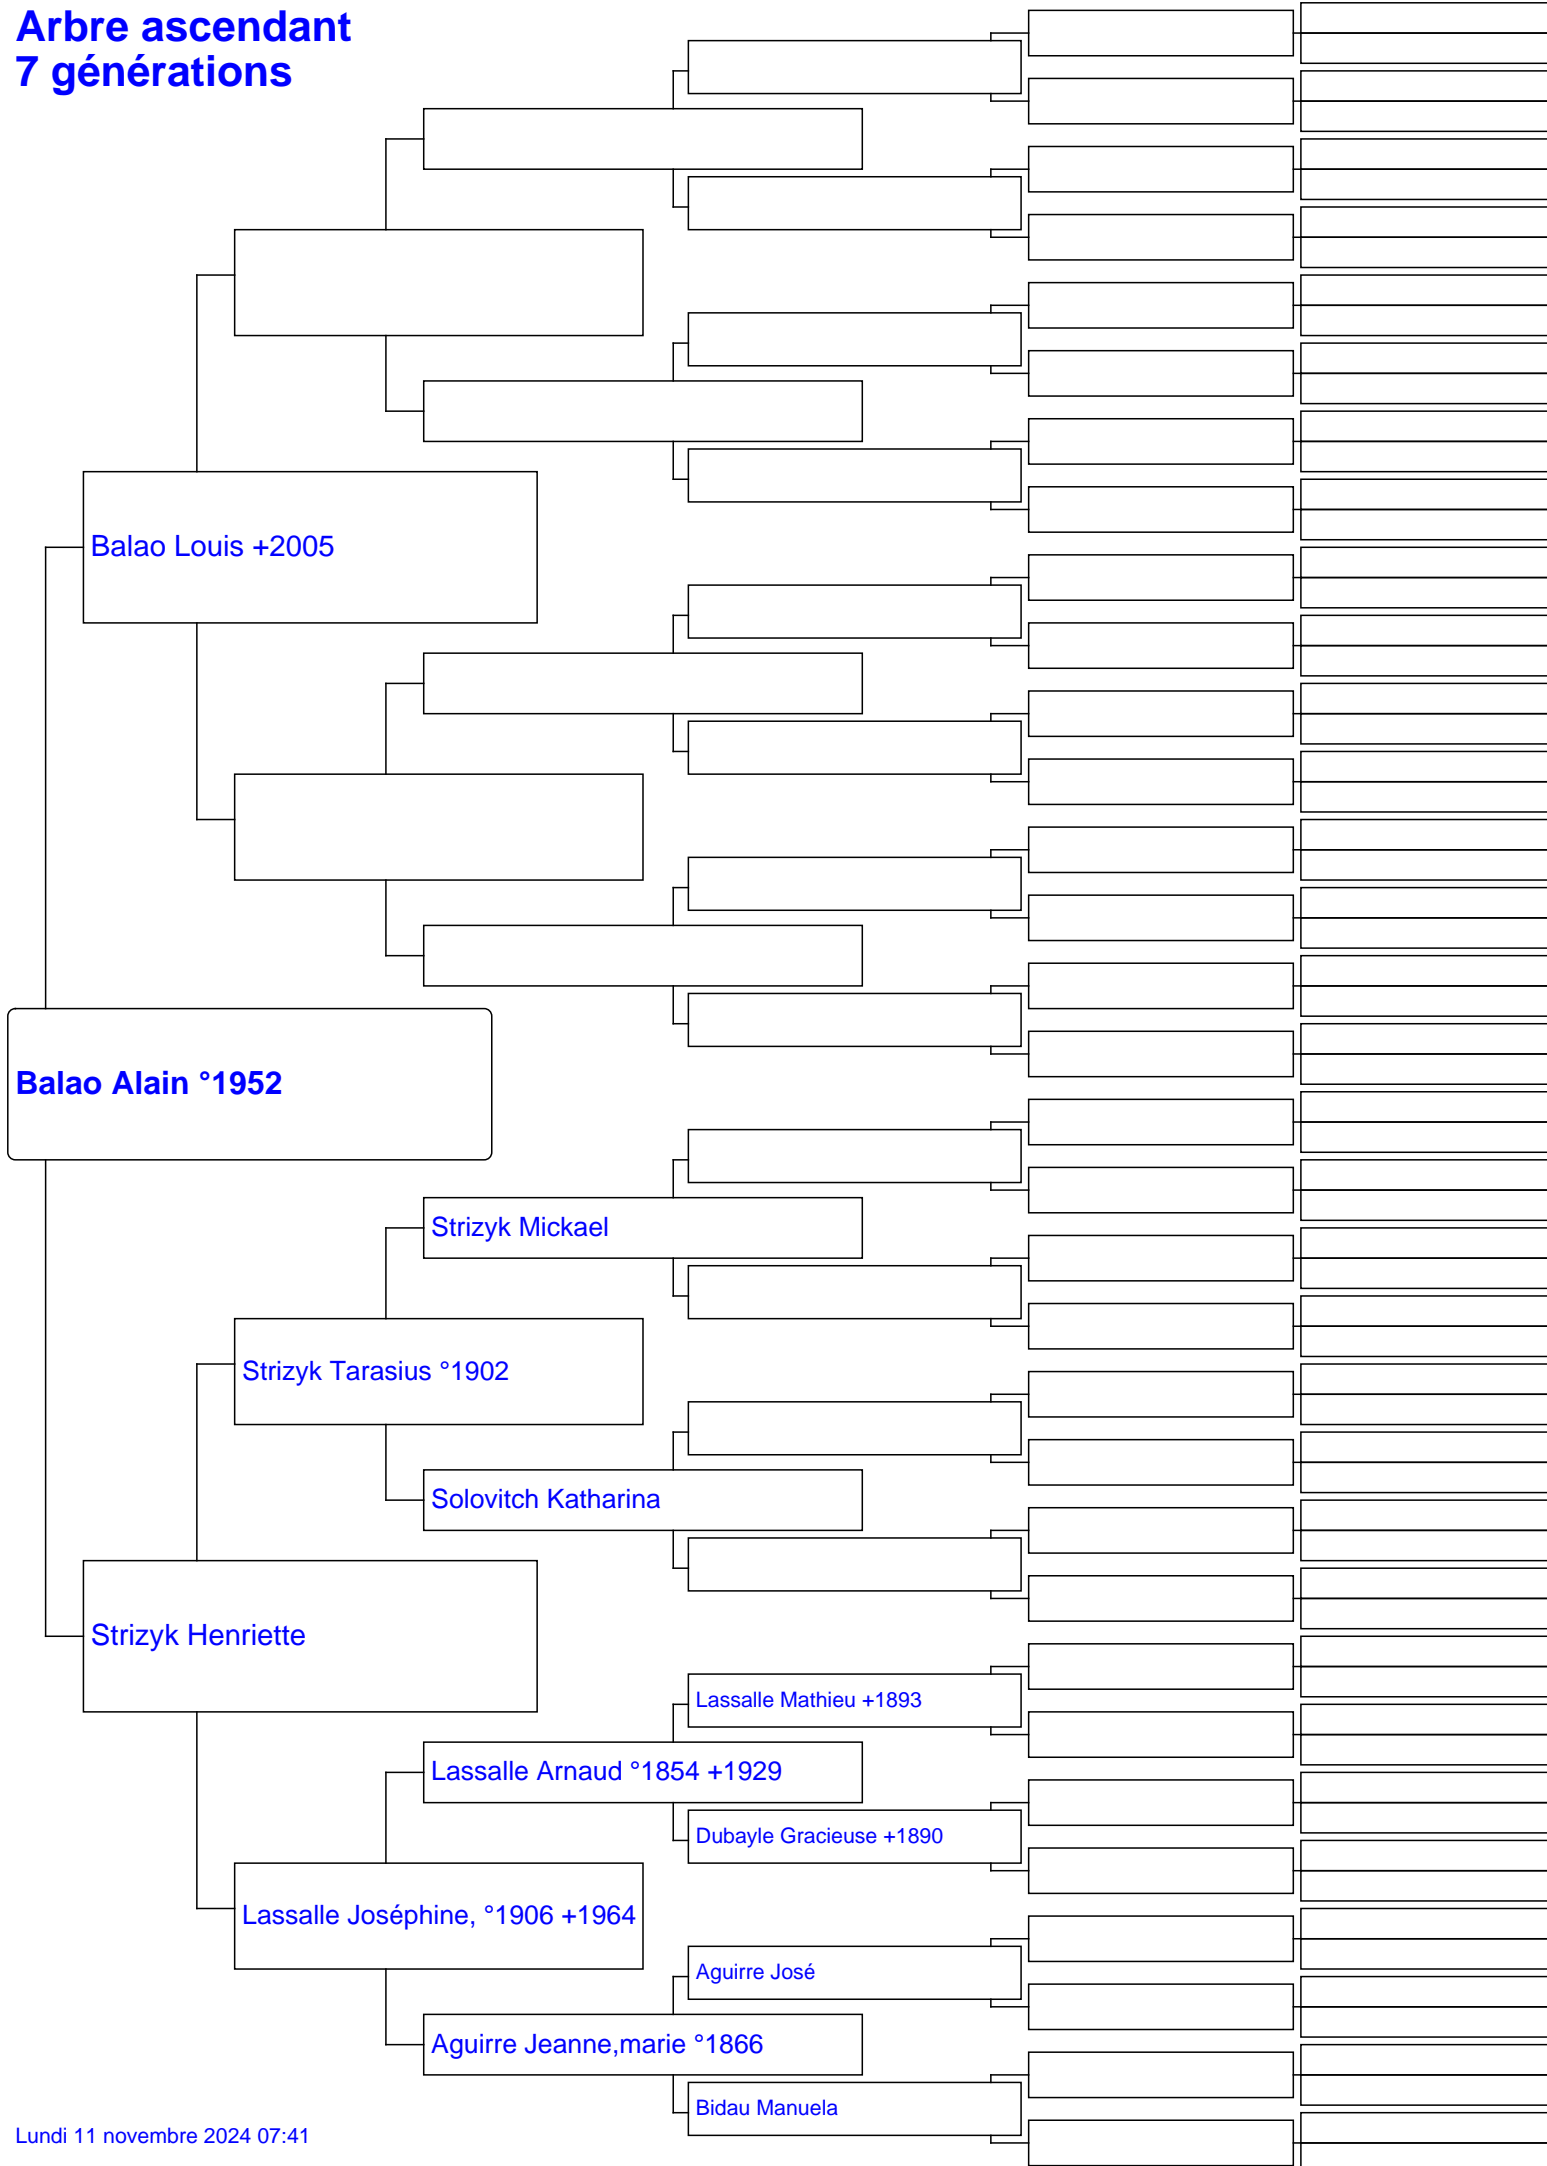 Arbre ascendant
7 générations
Balao Louis +2005
Balao Alain °1952
Strizyk Mickael
Strizyk Tarasius °1902
Solovitch Katharina
Strizyk Henriette
Lassalle Mathieu +1893
Lassalle Arnaud °1854 +1929
Dubayle Gracieuse +1890
Lassalle Joséphine, °1906 +1964
Aguirre José
Aguirre Jeanne,marie °1866
Bidau Manuela
Lundi 11 novembre 2024 07:41